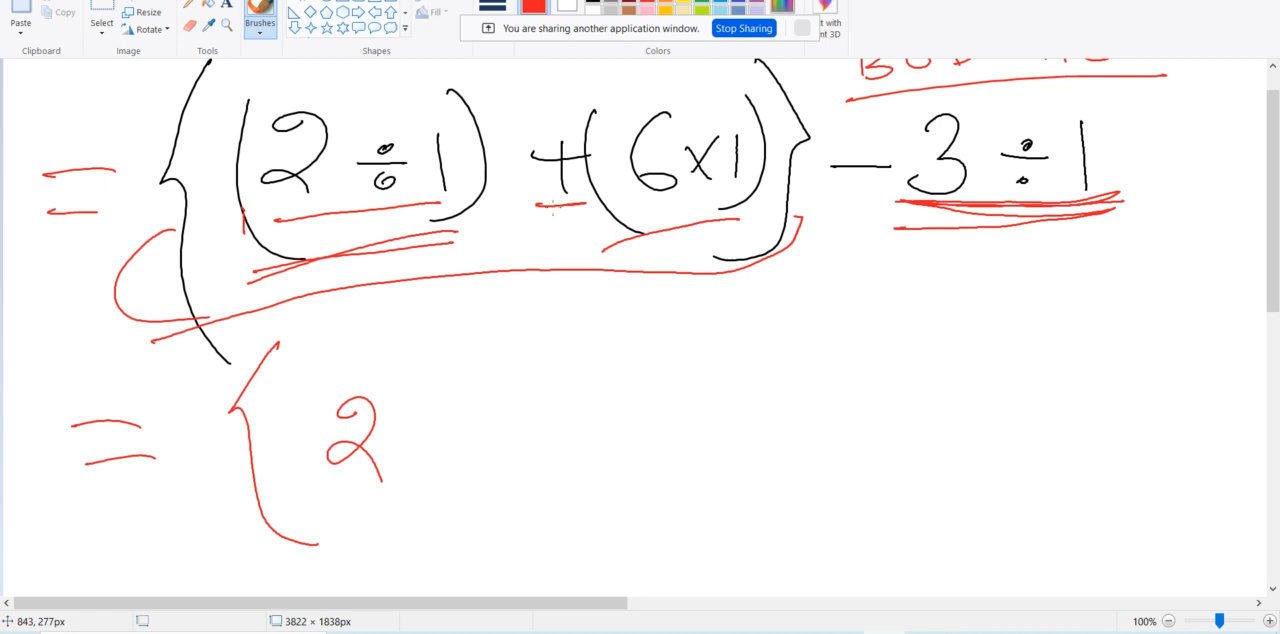 Paste
Copy
Select
Resize
Rotate
A
Brushes
Fill
You are sharing another application window. Stop Sharing
Clipboard
Image
Tools
Shapes
Colors
= { (2 ÷ 1) + (6 × 1) } − 3 ÷ 1
= { 2
843, 277px
3822 × 1838px
100%